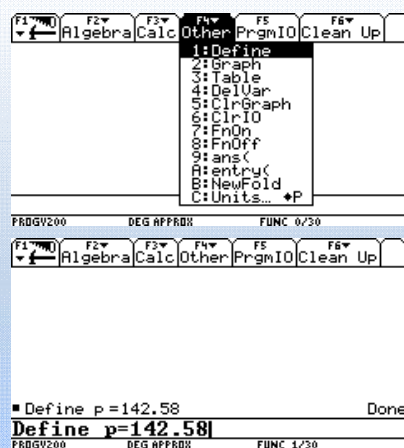 F1 F2 F3 F4 F5 F6
Algebra Calc Other PrgmIO Clean Up
1:Define
2:Graph
3:Table
4:DelVar
5:ClrGraph
6:ClrIO
7:FnOn
8:FnOff
9:ans(
A:entry(
B:NewFold
C:Units… ◆P
PROGV200 DEG APPROX FUNC 0/30
F1 F2 F3 F4 F5 F6
Algebra Calc Other PrgmIO Clean Up
■ Define p=142.58 Done
Define p=142.58
PROGV200 DEG APPROX FUNC 1/30